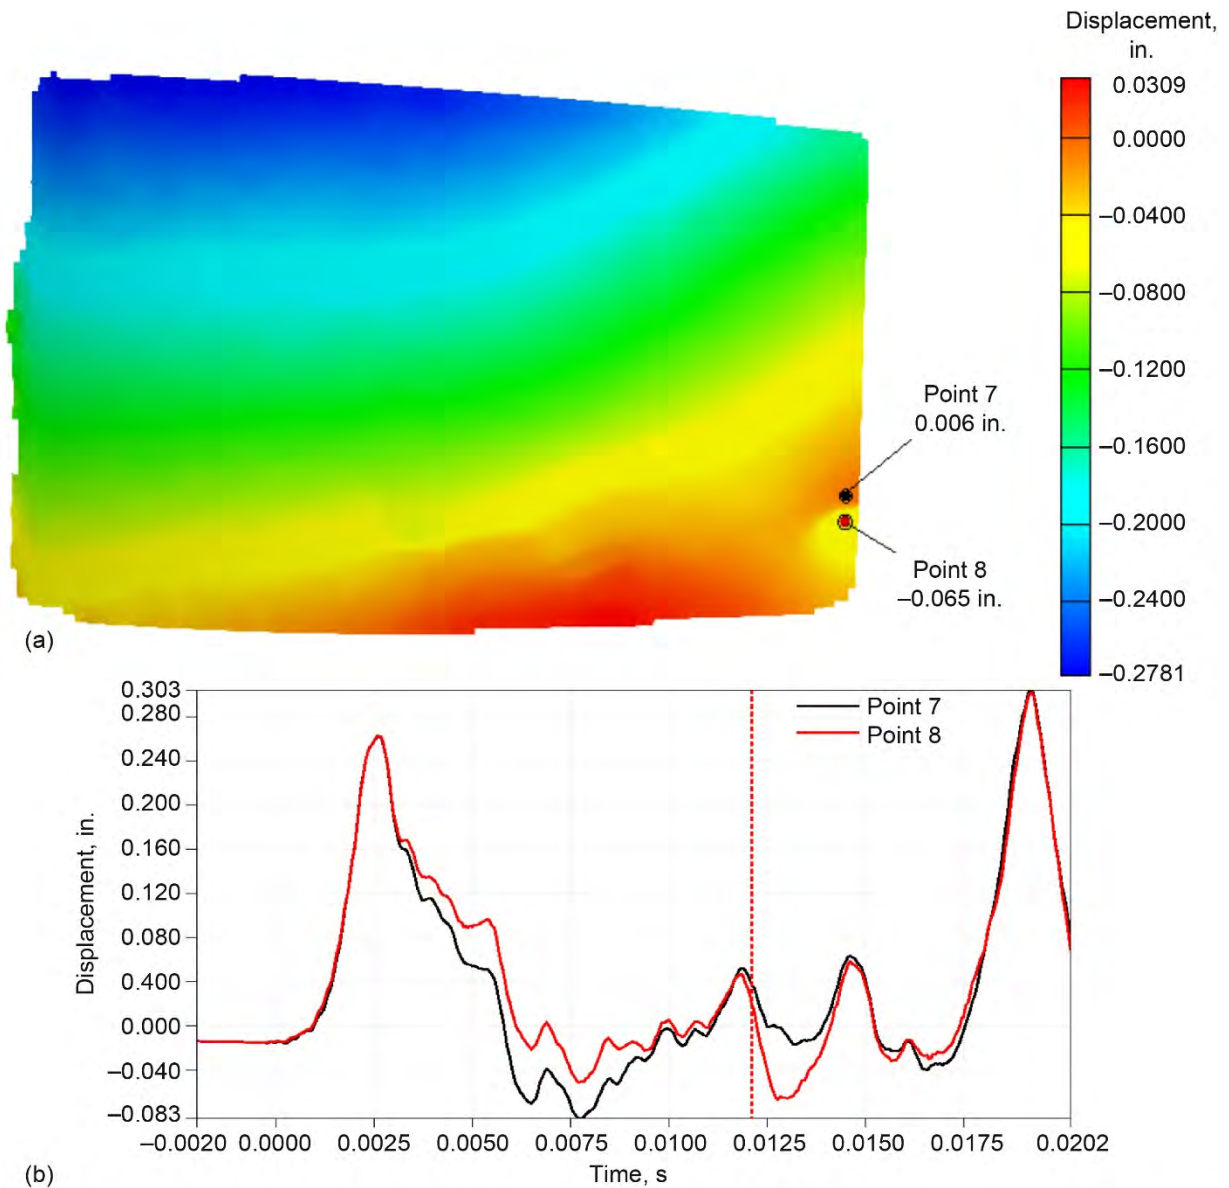 Displacement,
in.
0.0309
0.0000
–0.0400
–0.0800
–0.1200
–0.1600
–0.2000
–0.2400
–0.2781
Point 7
0.006 in.
Point 8
–0.065 in.
(a)
0.303
0.280
0.240
0.200
0.160
0.120
0.080
0.400
0.000
–0.040
–0.083
Displacement, in.
Point 7
Point 8
–0.0020 0.0000 0.0025 0.0050 0.0075 0.0100 0.0125 0.0150 0.0175 0.0202
Time, s
(b)